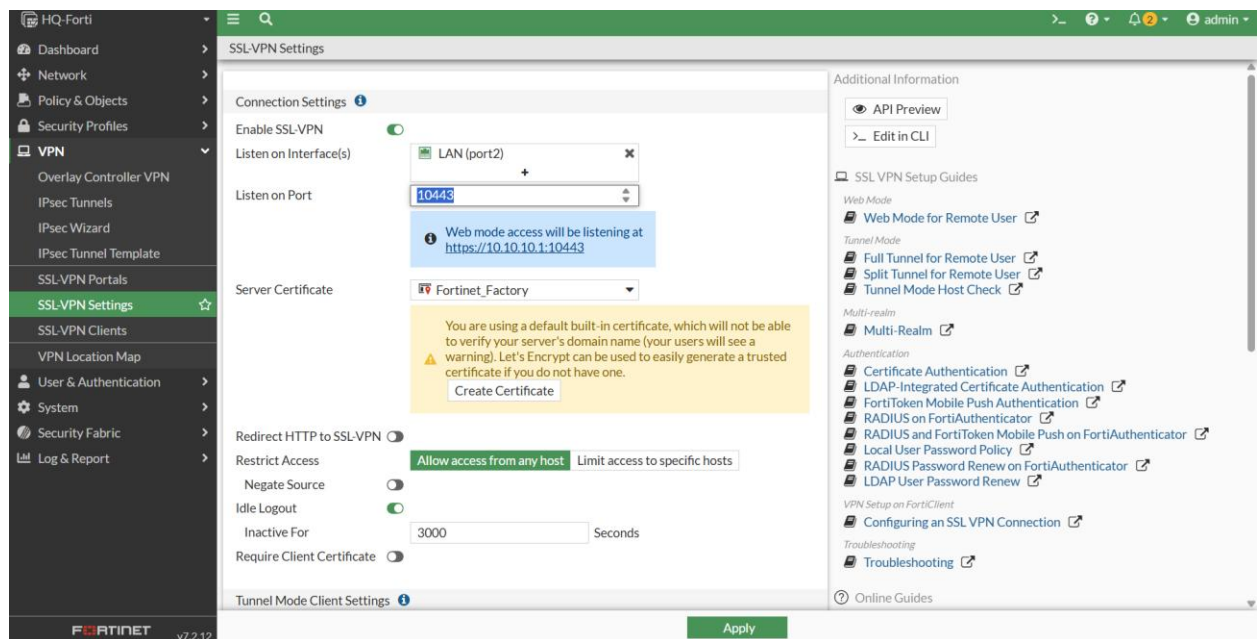 HQ-Forti
>_
2
admin
Dashboard
Network
Policy & Objects
Security Profiles
VPN
Overlay Controller VPN
IPsec Tunnels
IPsec Wizard
IPsec Tunnel Template
SSL-VPN Portals
SSL-VPN Settings
SSL-VPN Clients
VPN Location Map
User & Authentication
System
Security Fabric
Log & Report
FORTINET
v7.2.12
SSL-VPN Settings
Connection Settings
Enable SSL-VPN
Listen on Interface(s)
LAN (port2)
+
Listen on Port
10443
Web mode access will be listening at
https://10.10.10.1:10443
Server Certificate
Fortinet_Factory
You are using a default built-in certificate, which will not be able
to verify your server's domain name (your users will see a
warning). Let's Encrypt can be used to easily generate a trusted
certificate if you do not have one.
Create Certificate
Redirect HTTP to SSL-VPN
Restrict Access
Allow access from any host
Limit access to specific hosts
Negate Source
Idle Logout
Inactive For
3000
Seconds
Require Client Certificate
Tunnel Mode Client Settings
Apply
Additional Information
API Preview
>_ Edit in CLI
SSL VPN Setup Guides
Web Mode
Web Mode for Remote User
Tunnel Mode
Full Tunnel for Remote User
Split Tunnel for Remote User
Tunnel Mode Host Check
Multi-realm
Multi-Realm
Authentication
Certificate Authentication
LDAP-Integrated Certificate Authentication
FortiToken Mobile Push Authentication
RADIUS on FortiAuthenticator
RADIUS and FortiToken Mobile Push on FortiAuthenticator
Local User Password Policy
RADIUS Password Renew on FortiAuthenticator
LDAP User Password Renew
VPN Setup on FortiClient
Configuring an SSL VPN Connection
Troubleshooting
Troubleshooting
Online Guides